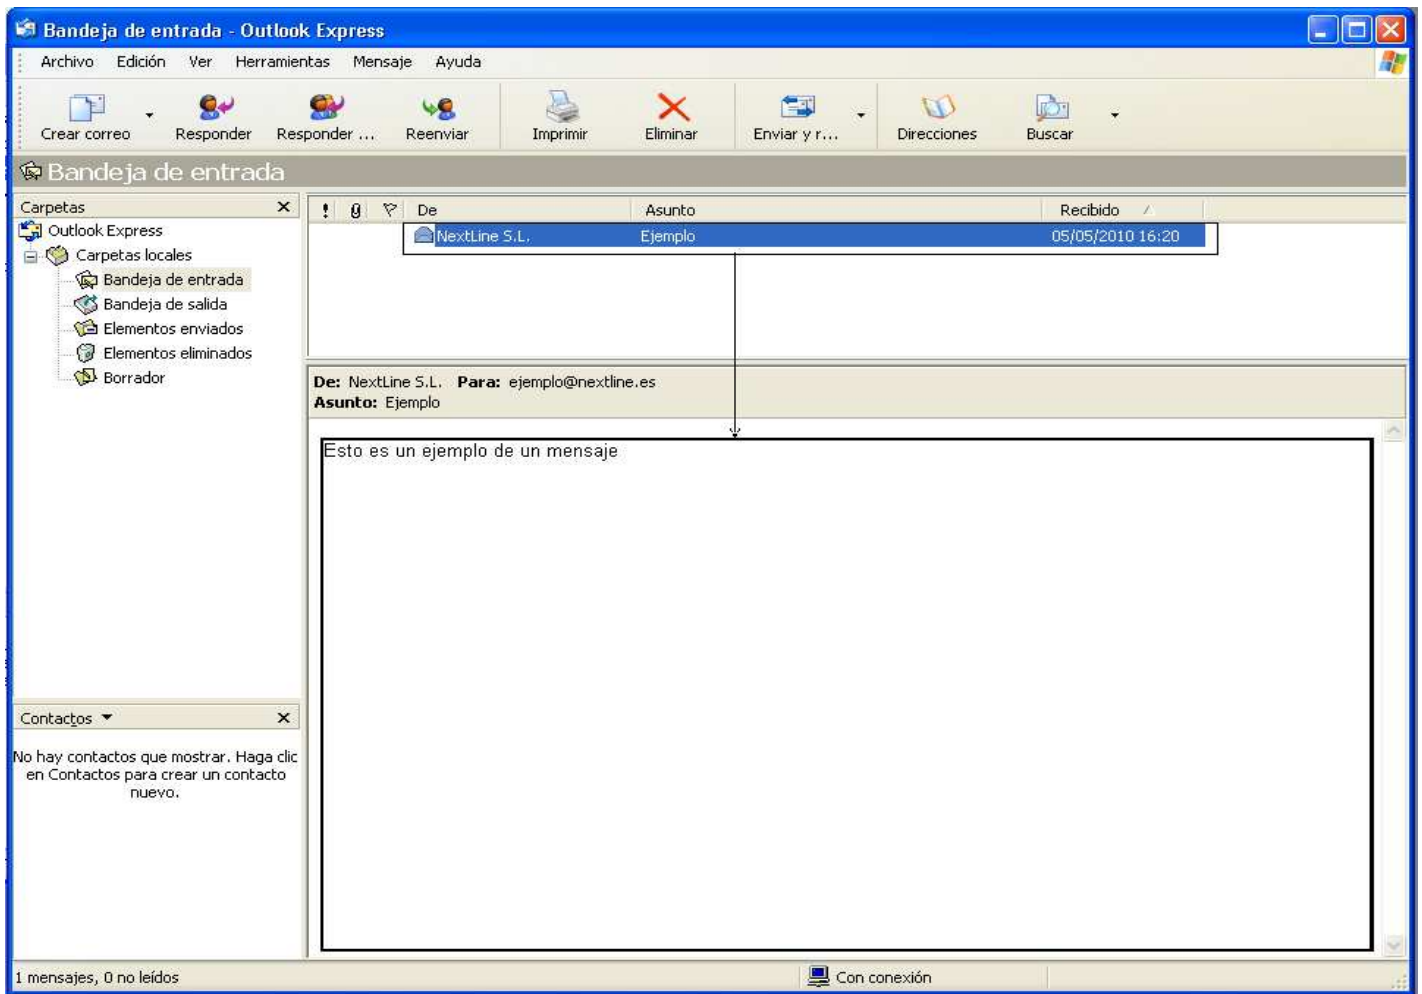 Bandeja de entrada - Outlook Express
Archivo Edición Ver Herramientas Mensaje Ayuda
Crear correo Responder Responder ... Reenviar Imprimir Eliminar Enviar y r... Direcciones Buscar
Bandeja de entrada
Carpetas
Outlook Express
Carpetas locales
Bandeja de entrada
Bandeja de salida
Elementos enviados
Elementos eliminados
Borrador
De Asunto Recibido
NextLine S.L. Ejemplo 05/05/2010 16:20
De: NextLine S.L. Para: ejemplo@nextline.es
Asunto: Ejemplo
Esto es un ejemplo de un mensaje
Contactos
No hay contactos que mostrar. Haga clic
en Contactos para crear un contacto
nuevo.
1 mensajes, 0 no leídos
Con conexión